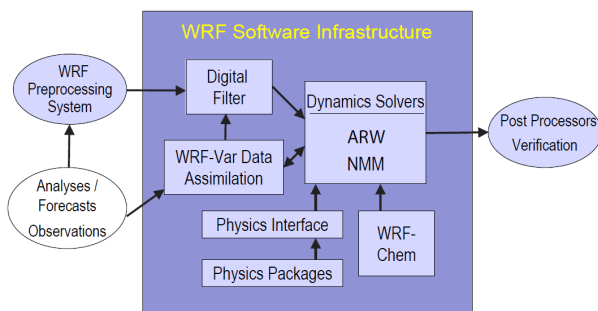 WRF Software Infrastructure
WRF
Preprocessing
System
Digital
Filter
Dynamics Solvers
ARW
NMM
Post Processors
Verification
WRF-Var Data
Assimilation
Analyses /
Forecasts
Observations
Physics Interface
WRF-
Chem
Physics Packages